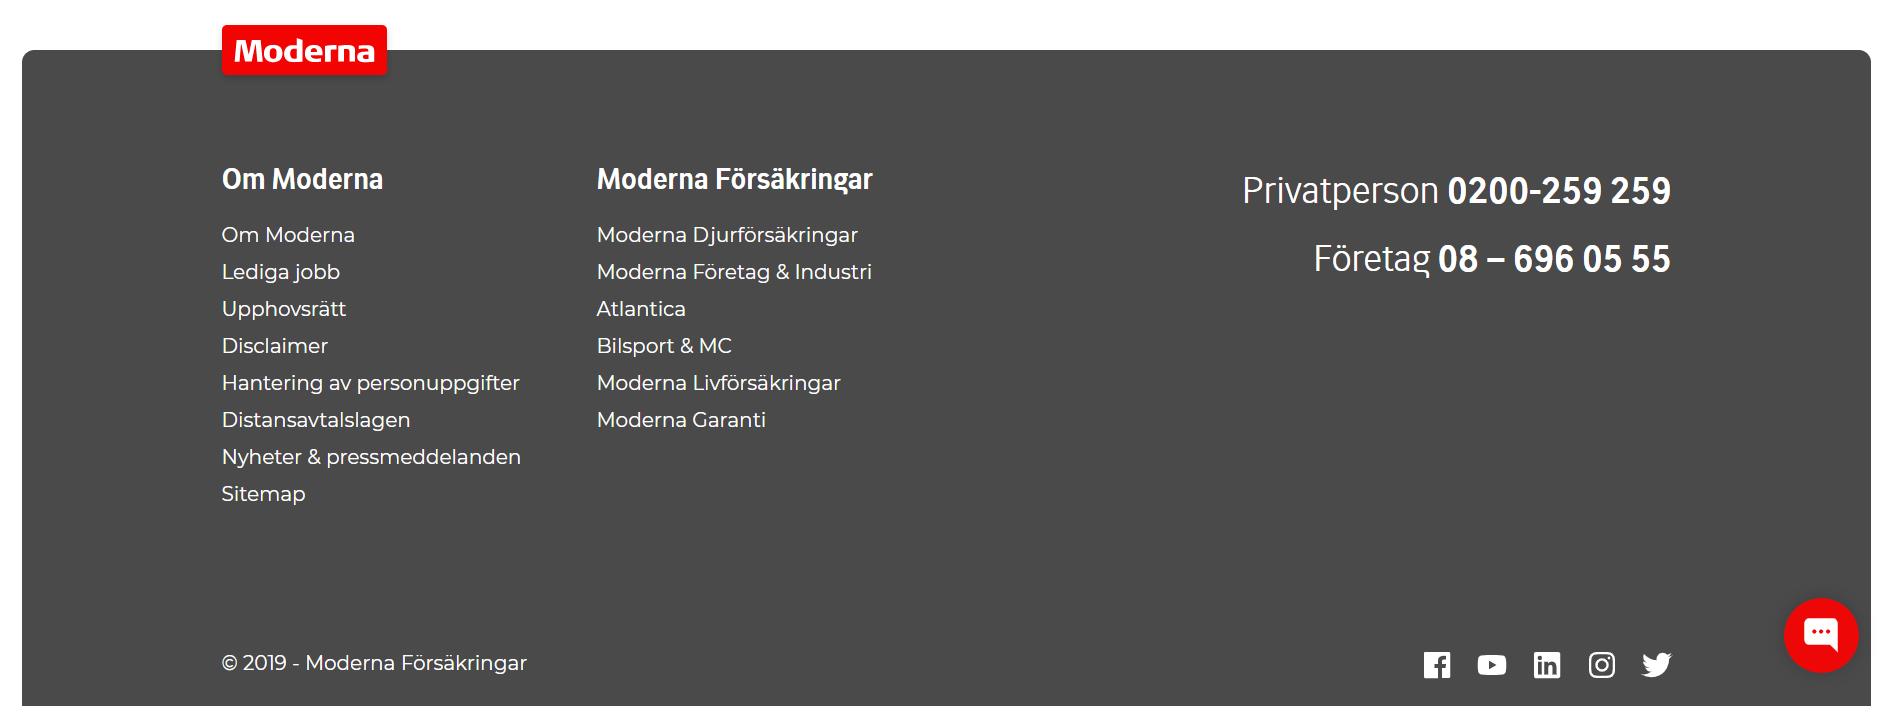 Moderna
Om Moderna
Om Moderna
Lediga jobb
Upphovsrätt
Disclaimer
Hantering av personuppgifter
Distansavtalslagen
Nyheter & pressmeddelanden
Sitemap
Moderna Försäkringar
Moderna Djurförsäkringar
Moderna Företag & Industri
Atlantica
Bilsport & MC
Moderna Livförsäkringar
Moderna Garanti
Privatperson 0200-259 259
Företag 08 – 696 05 55
© 2019 - Moderna Försäkringar